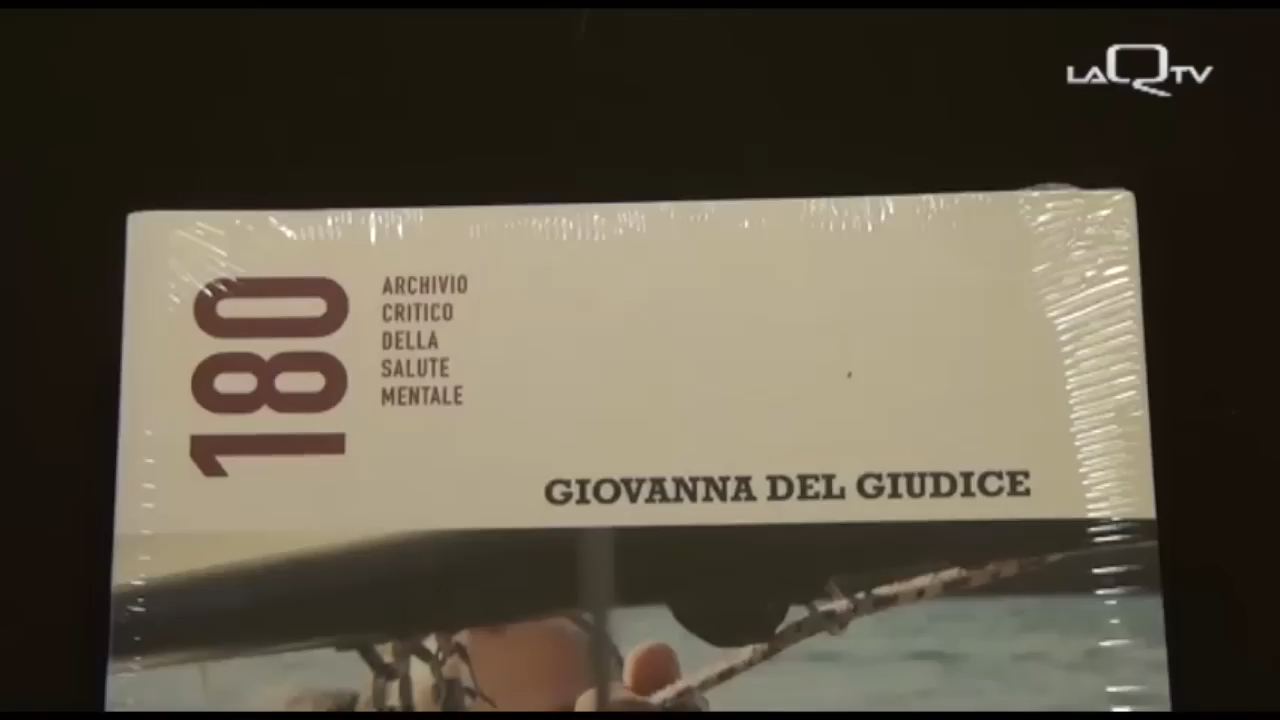 LAQTV
180
ARCHIVIO
CRITICO
DELLA
SALUTE
MENTALE
GIOVANNA DEL GIUDICE